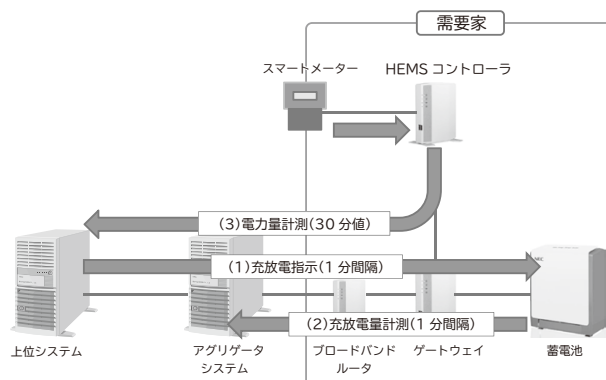 需要家
スマートメーター
HEMS コントローラ
(3)電力量計測(30 分値)
(1)充放電指示(1 分間隔)
NEC
(2)充放電量計測(1 分間隔)
上位システム
アグリゲータ
システム
ブロードバンド
ルータ
ゲートウェイ
蓄電池